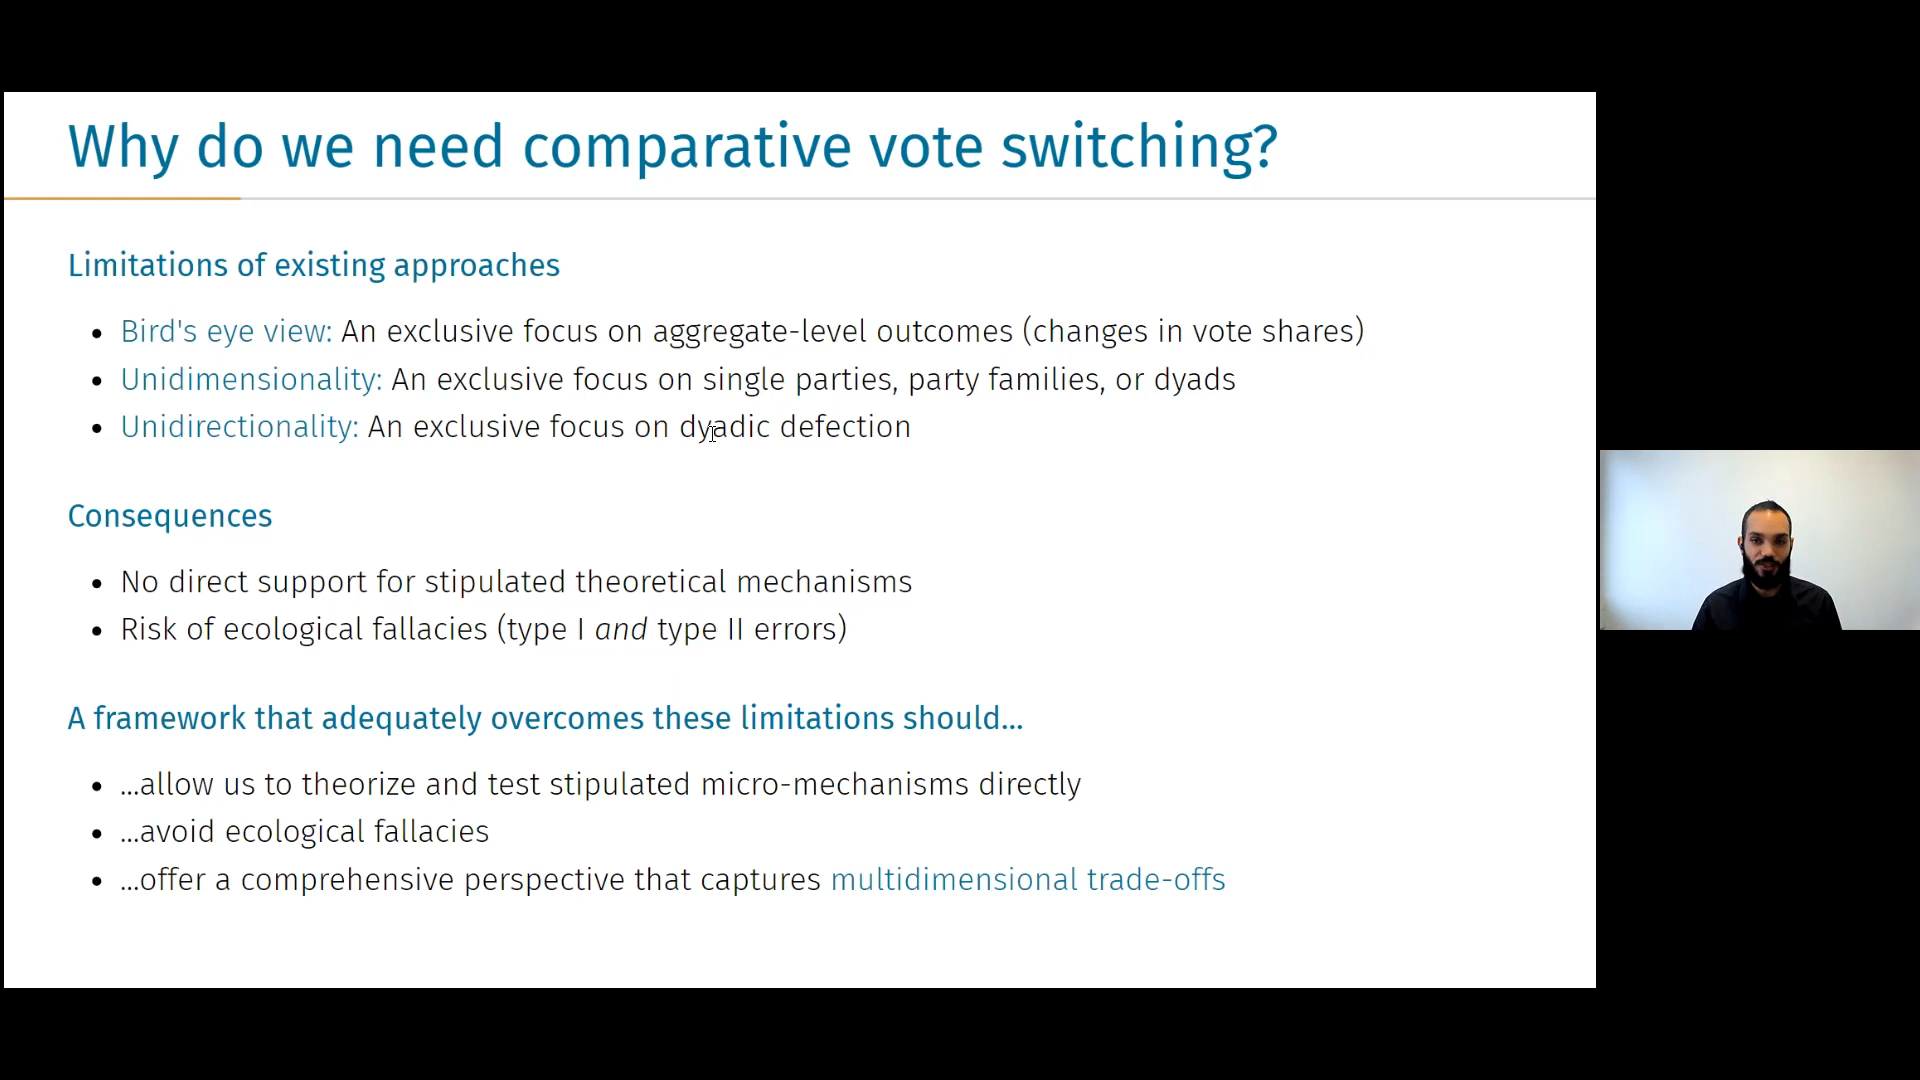 Why do we need comparative vote switching?
Limitations of existing approaches
• Bird's eye view: An exclusive focus on aggregate-level outcomes (changes in vote shares)
• Unidimensionality: An exclusive focus on single parties, party families, or dyads
• Unidirectionality: An exclusive focus on dyadic defection
Consequences
• No direct support for stipulated theoretical mechanisms
• Risk of ecological fallacies (type I and type II errors)
A framework that adequately overcomes these limitations should...
• ...allow us to theorize and test stipulated micro-mechanisms directly
• ...avoid ecological fallacies
• ...offer a comprehensive perspective that captures multidimensional trade-offs